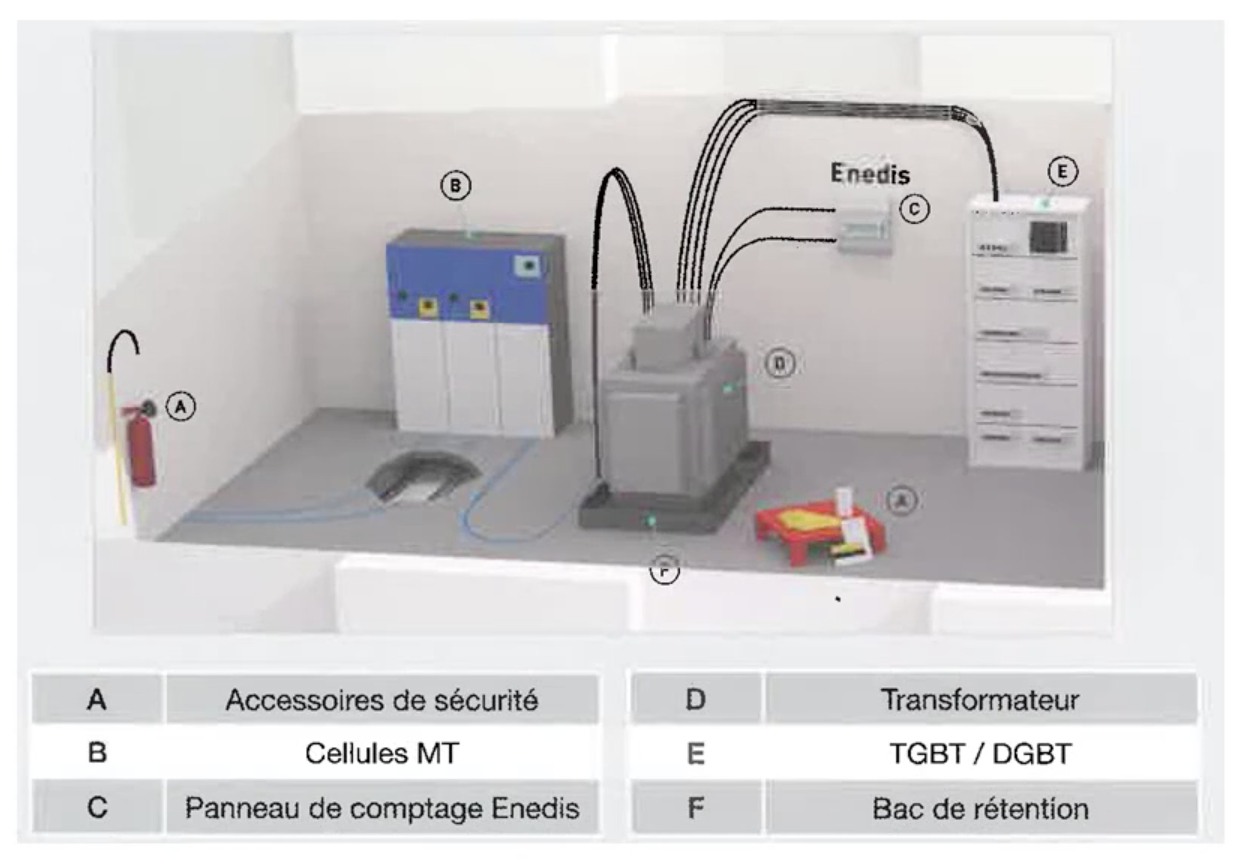 Enedis
B
E
C
D
A
A
F
A Accessoires de sécurité
B Cellules MT
C Panneau de comptage Enedis
D Transformateur
E TGBT / DGBT
F Bac de rétention